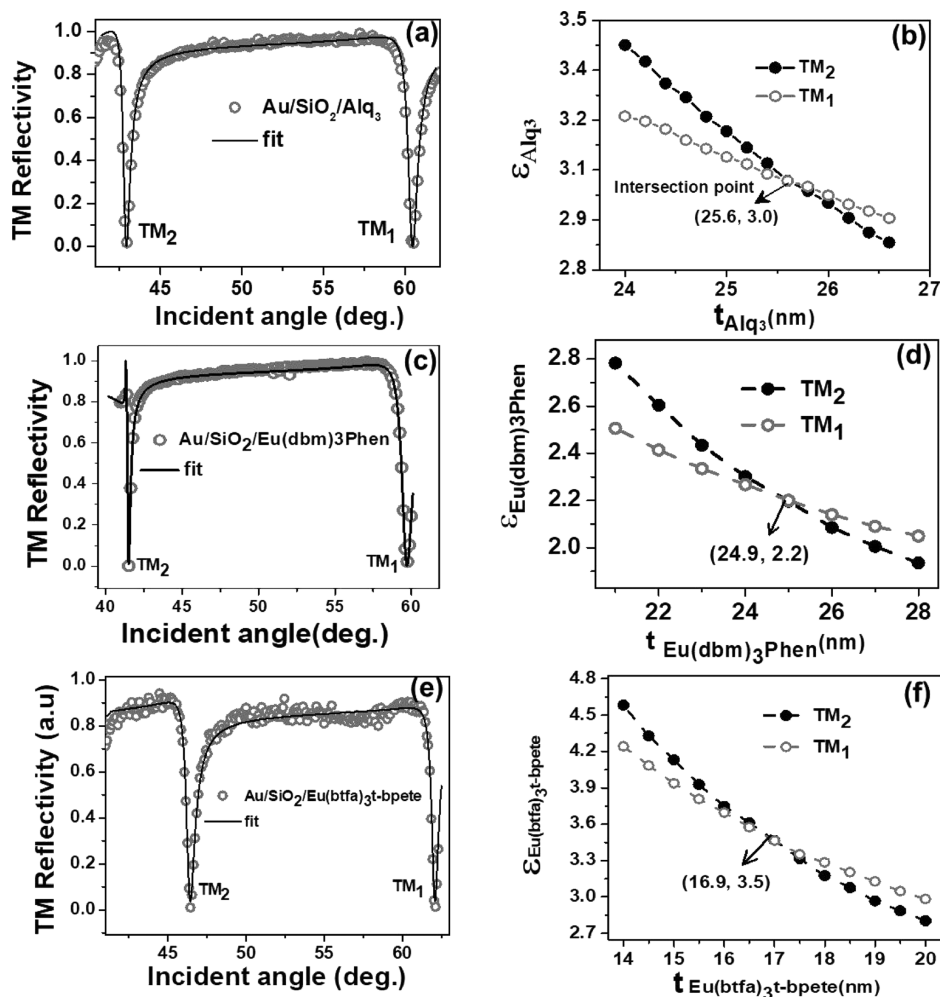 (a)
TM Reflectivity
1.0
0.8
0.6
0.4
0.2
0.0
Au/SiO₂/Alq₃
fit
TM₂
TM₁
45
50
55
60
Incident angle (deg.)
(b)
εAlq₃
3.5
3.4
3.2
3.1
2.9
2.8
TM₂
TM₁
Intersection point
(25.6, 3.0)
24
25
26
27
tAlq₃(nm)
(c)
TM Reflectivity
1.0
0.8
0.6
0.4
0.2
0.0
Au/SiO₂/Eu(dbm)3Phen
fit
TM₂
TM₁
40
45
50
55
60
Incident angle(deg.)
(d)
εEu(dbm)3Phen
2.8
2.6
2.4
2.2
2.0
TM₂
TM₁
(24.9, 2.2)
22
24
26
28
t Eu(dbm)₃Phen(nm)
(e)
TM Reflectivity (a.u)
1.0
0.8
0.6
0.4
0.2
0.0
Au/SiO₂/Eu(btfa)₃t-bpete
fit
TM₂
TM₁
45
50
55
60
Incident angle (deg.)
(f)
εEu(btfa)₃t-bpete
4.8
4.5
4.2
3.9
3.6
3.3
3.0
2.7
TM₂
TM₁
(16.9, 3.5)
14
15
16
17
18
19
20
t Eu(btfa)₃t-bpete(nm)